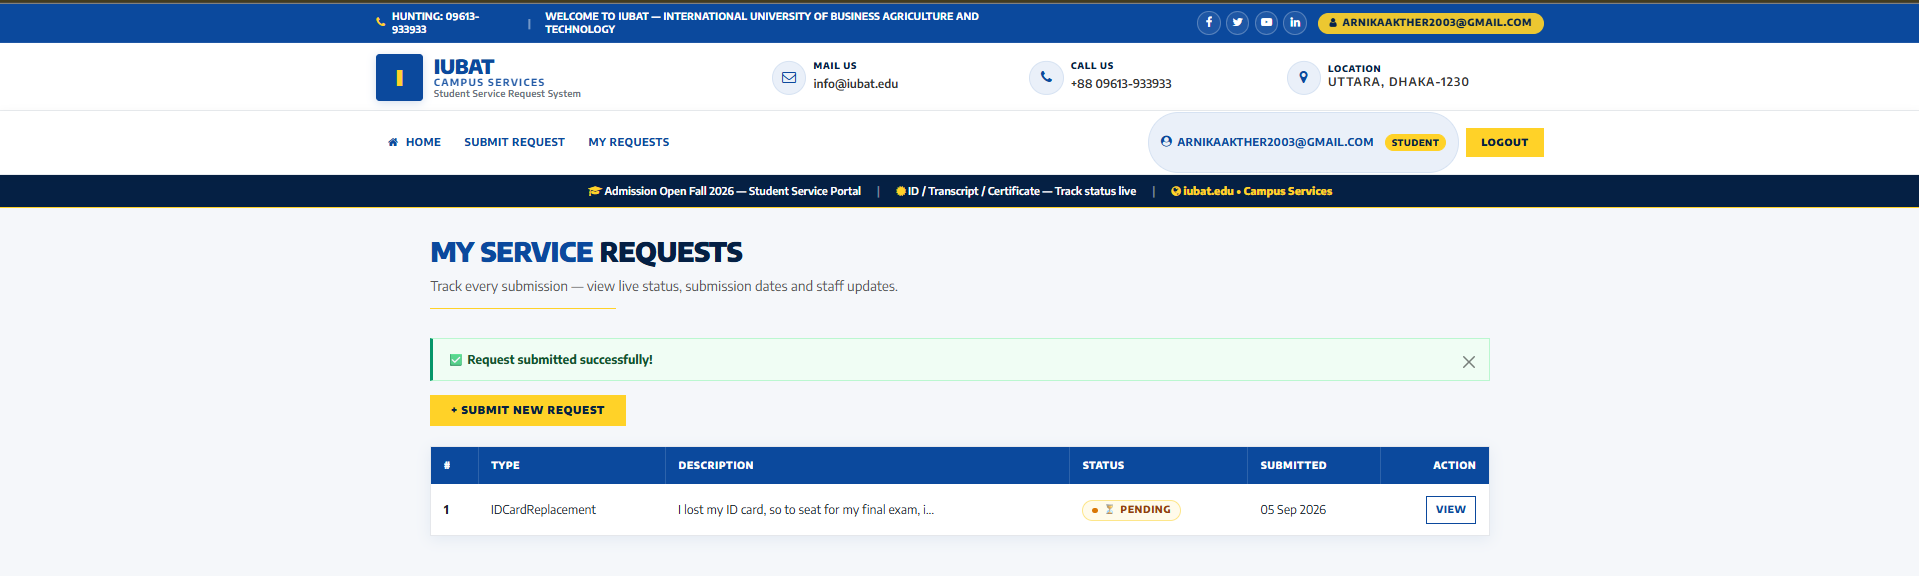 HUNTING: 09613-
933933
|
WELCOME TO IUBAT — INTERNATIONAL UNIVERSITY OF BUSINESS AGRICULTURE AND
TECHNOLOGY
ARNIKAAKTHER2003@GMAIL.COM
I
IUBAT
CAMPUS SERVICES
Student Service Request System
MAIL US
info@iubat.edu
CALL US
+88 09613-933933
LOCATION
UTTARA, DHAKA-1230
HOME SUBMIT REQUEST MY REQUESTS
ARNIKAAKTHER2003@GMAIL.COM STUDENT LOGOUT
Admission Open Fall 2026 — Student Service Portal | ID / Transcript / Certificate — Track status live | iubat.edu • Campus Services
MY SERVICE REQUESTS
Track every submission — view live status, submission dates and staff updates.
✅ Request submitted successfully!
+ SUBMIT NEW REQUEST
# TYPE DESCRIPTION STATUS SUBMITTED ACTION
1 IDCardReplacement I lost my ID card, so to seat for my final exam, i... ⏳ PENDING 05 Sep 2026 VIEW